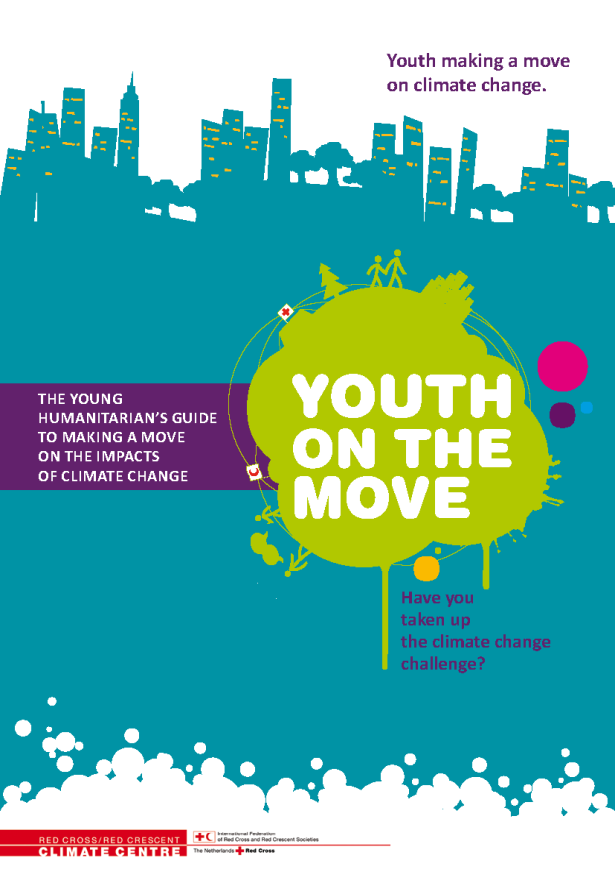 Youth making a move
on climate change.
THE YOUNG
HUMANITARIAN'S GUIDE
TO MAKING A MOVE
ON THE IMPACTS
OF CLIMATE CHANGE
YOUTH
ON THE
MOVE
Have you
taken up
the climate change
challenge?
RED CROSS/RED CRESCENT
CLIMATE CENTRE
International Federation
of Red Cross and Red Crescent Societies
The Netherlands Red Cross